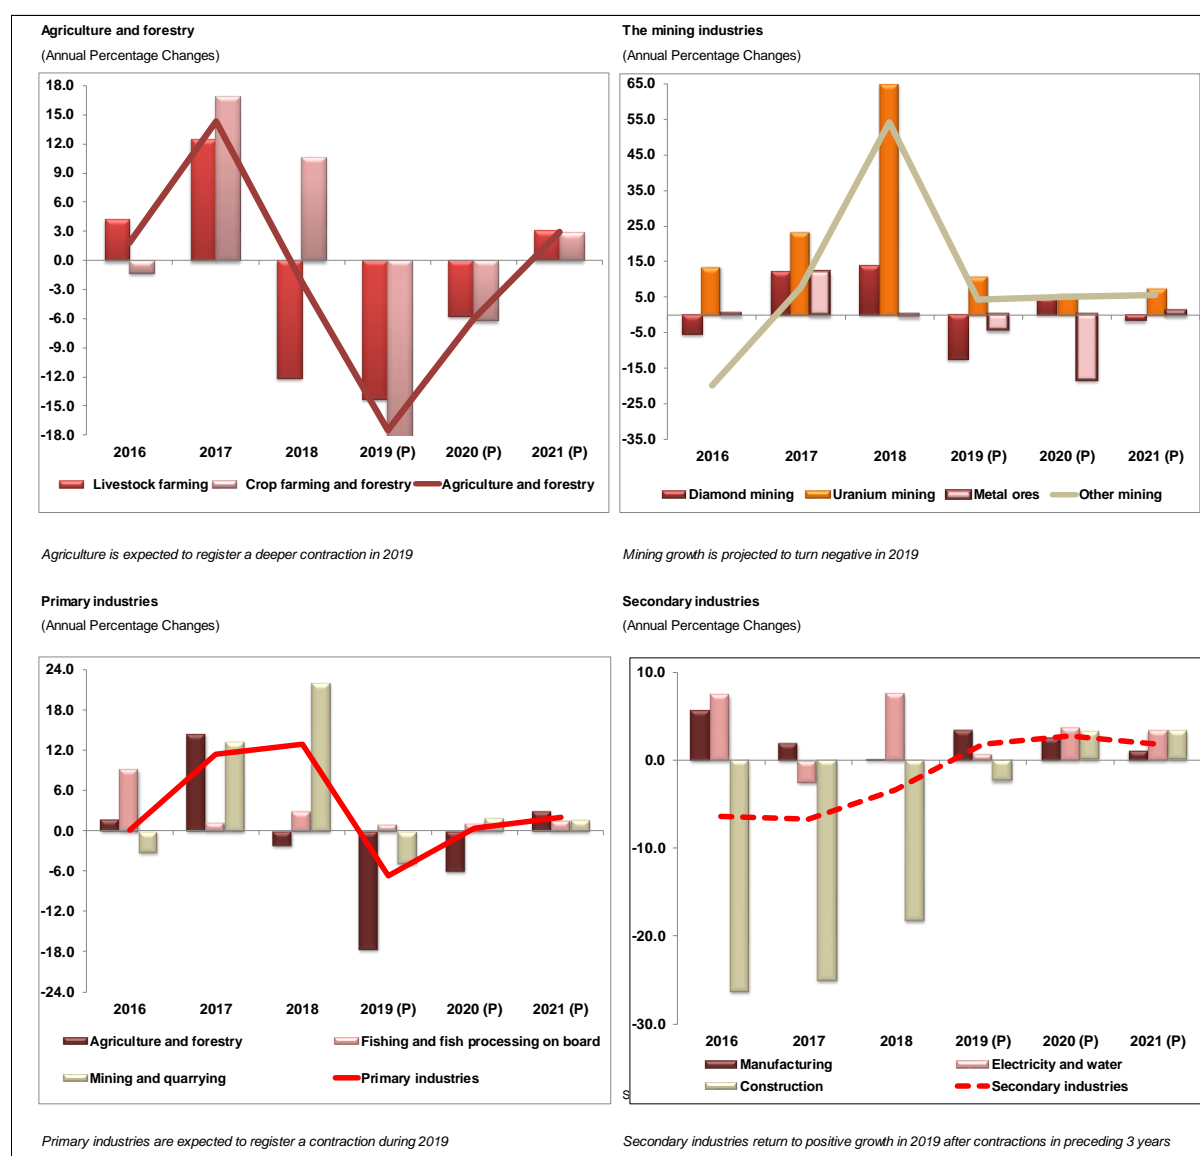 Agriculture and forestry
(Annual Percentage Changes)
18.0
15.0
12.0
9.0
6.0
3.0
0.0
-3.0
-6.0
-9.0
-12.0
-15.0
-18.0
2016 2017 2018 2019 (P) 2020 (P) 2021 (P)
Livestock farming Crop farming and forestry Agriculture and forestry
Agriculture is expected to register a deeper contraction in 2019
The mining industries
(Annual Percentage Changes)
65.0
55.0
45.0
35.0
25.0
15.0
5.0
-5.0
-15.0
-25.0
-35.0
2016 2017 2018 2019 (P) 2020 (P) 2021 (P)
Diamond mining Uranium mining Metal ores Other mining
Mining growth is projected to turn negative in 2019
Primary industries
(Annual Percentage Changes)
24.0
18.0
12.0
6.0
0.0
-6.0
-12.0
-18.0
-24.0
2016 2017 2018 2019 (P) 2020 (P) 2021 (P)
Agriculture and forestry Fishing and fish processing on board
Mining and quarrying Primary industries
Primary industries are expected to register a contraction during 2019
Secondary industries
(Annual Percentage Changes)
10.0
0.0
-10.0
-20.0
-30.0
2016 2017 2018 2019 (P) 2020 (P) 2021 (P)
Manufacturing Electricity and water
Construction Secondary industries
Secondary industries return to positive growth in 2019 after contractions in preceding 3 years